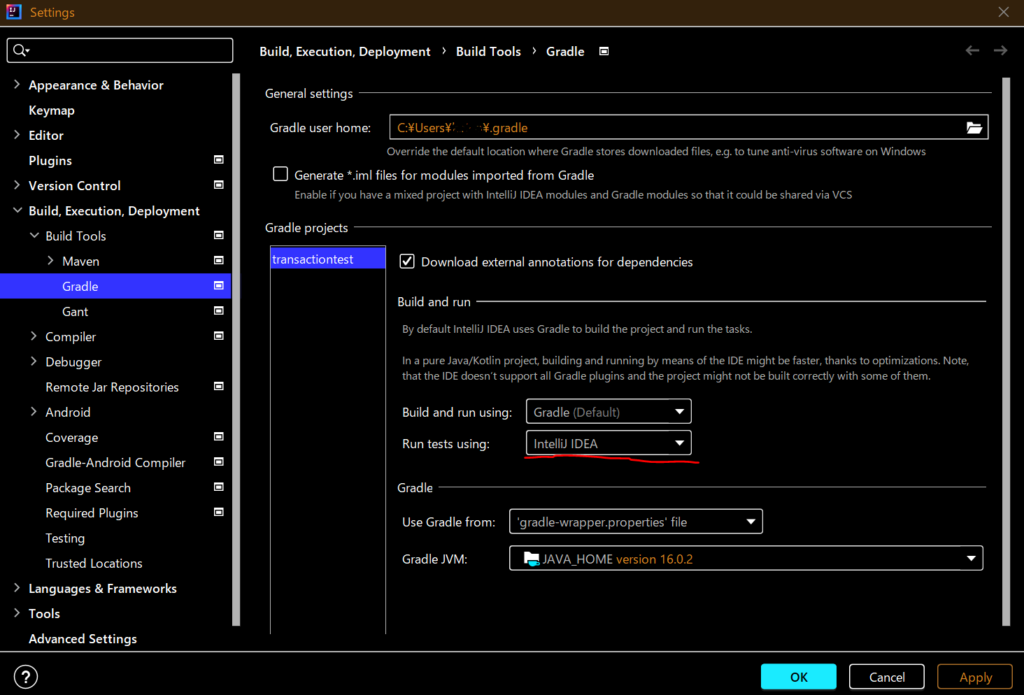 Settings
Build, Execution, Deployment › Build Tools › Gradle
Appearance & Behavior
Keymap
Editor
Plugins
Version Control
Build, Execution, Deployment
Build Tools
Maven
Gradle
Gant
Compiler
Debugger
Remote Jar Repositories
Android
Coverage
Gradle-Android Compiler
Package Search
Required Plugins
Testing
Trusted Locations
Languages & Frameworks
Tools
Advanced Settings
General settings
Gradle user home: C:¥Users¥ ¥.gradle
Override the default location where Gradle stores downloaded files, e.g. to tune anti-virus software on Windows
Generate *.iml files for modules imported from Gradle
Enable if you have a mixed project with IntelliJ IDEA modules and Gradle modules so that it could be shared via VCS
Gradle projects
transactiontest
Download external annotations for dependencies
Build and run
By default IntelliJ IDEA uses Gradle to build the project and run the tasks.
In a pure Java/Kotlin project, building and running by means of the IDE might be faster, thanks to optimizations. Note,
that the IDE doesn't support all Gradle plugins and the project might not be built correctly with some of them.
Build and run using: Gradle (Default)
Run tests using: IntelliJ IDEA
Gradle
Use Gradle from: 'gradle-wrapper.properties' file
Gradle JVM: JAVA_HOME version 16.0.2
?
OK
Cancel
Apply